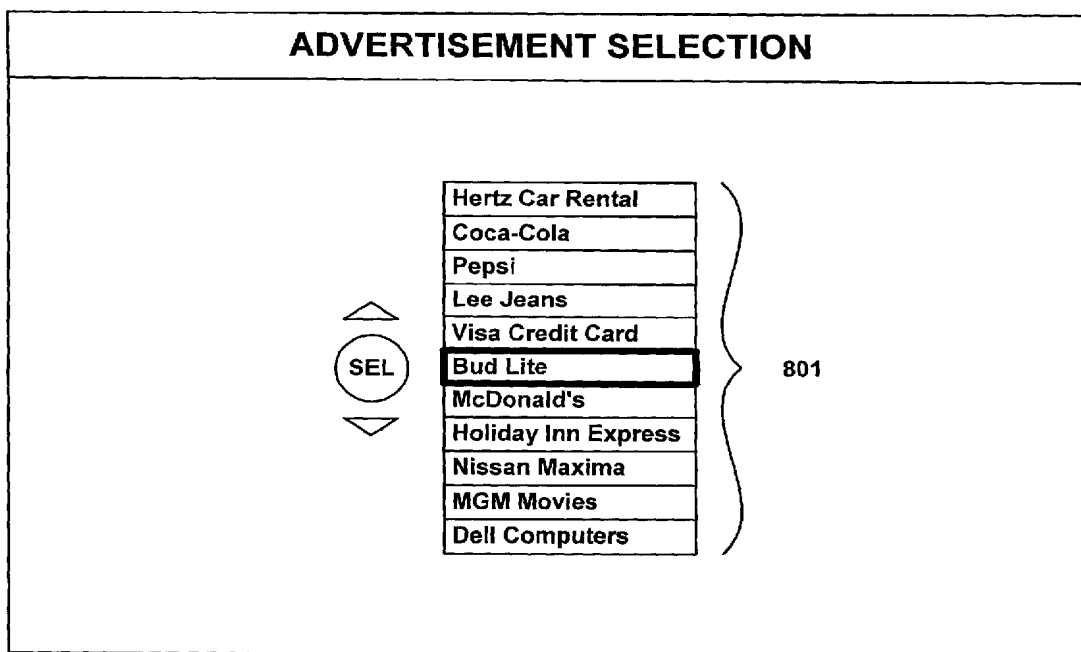 ADVERTISEMENT SELECTION
Hertz Car Rental
Coca-Cola
Pepsi
Lee Jeans
Visa Credit Card
SEL
Bud Lite
801
McDonald's
Holiday Inn Express
Nissan Maxima
MGM Movies
Dell Computers